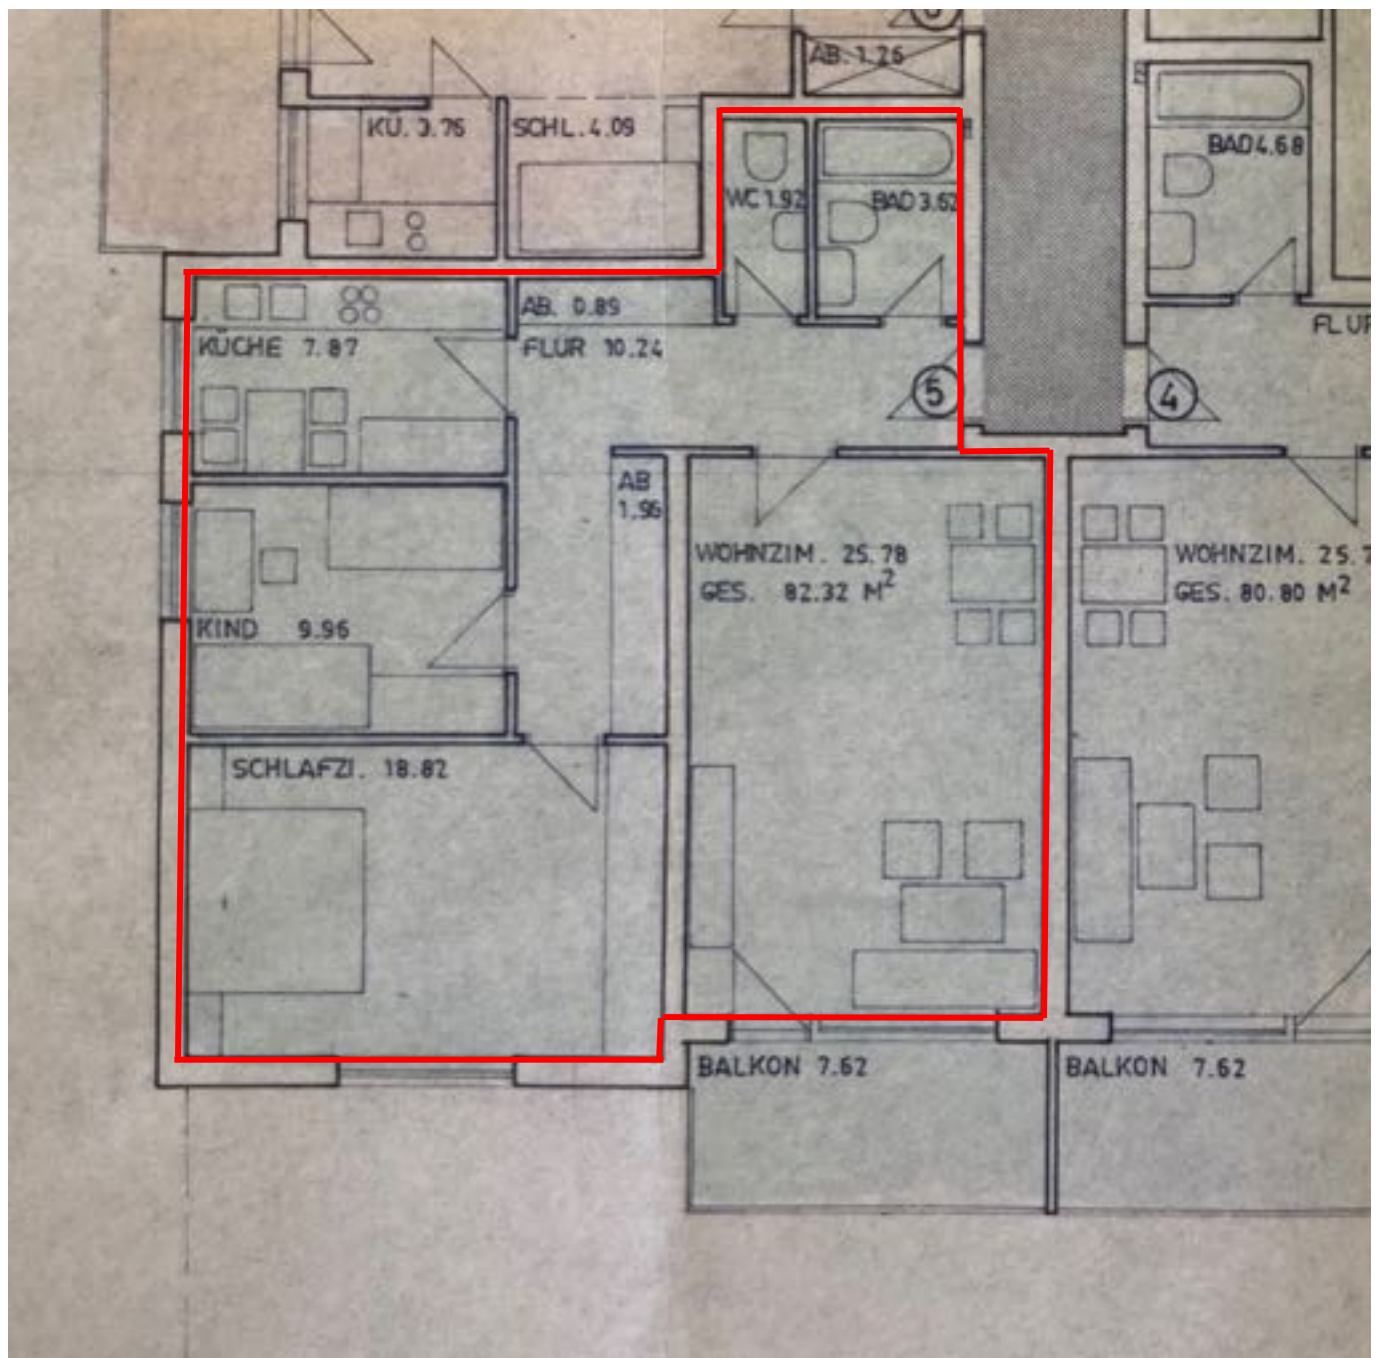 AB. 1.26
KÜ. 3.76
SCHL. 4.09
BAD 4.68
WC 1.92
BAD 3.62
AB. 0.89
FLUR 10.24
KÜCHE 7.87
FLUR
5
4
AB
1,96
WOHNZIM. 25.78
GES. 82.32 M²
WOHNZIM. 25.7
GES. 80.80 M²
KIND 9.96
SCHLAFZI. 18.82
BALKON 7.62
BALKON 7.62